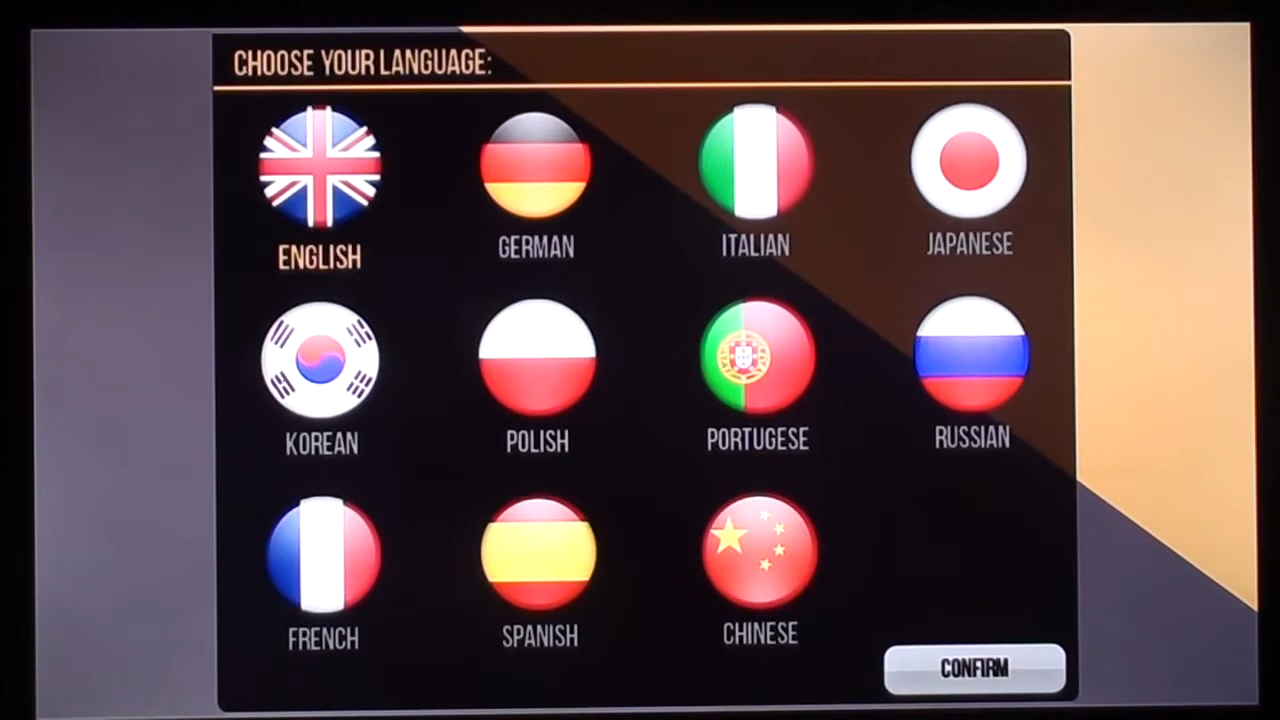 CHOOSE YOUR LANGUAGE:
ENGLISH
GERMAN
ITALIAN
JAPANESE
KOREAN
POLISH
PORTUGESE
RUSSIAN
FRENCH
SPANISH
CHINESE
CONFIRM